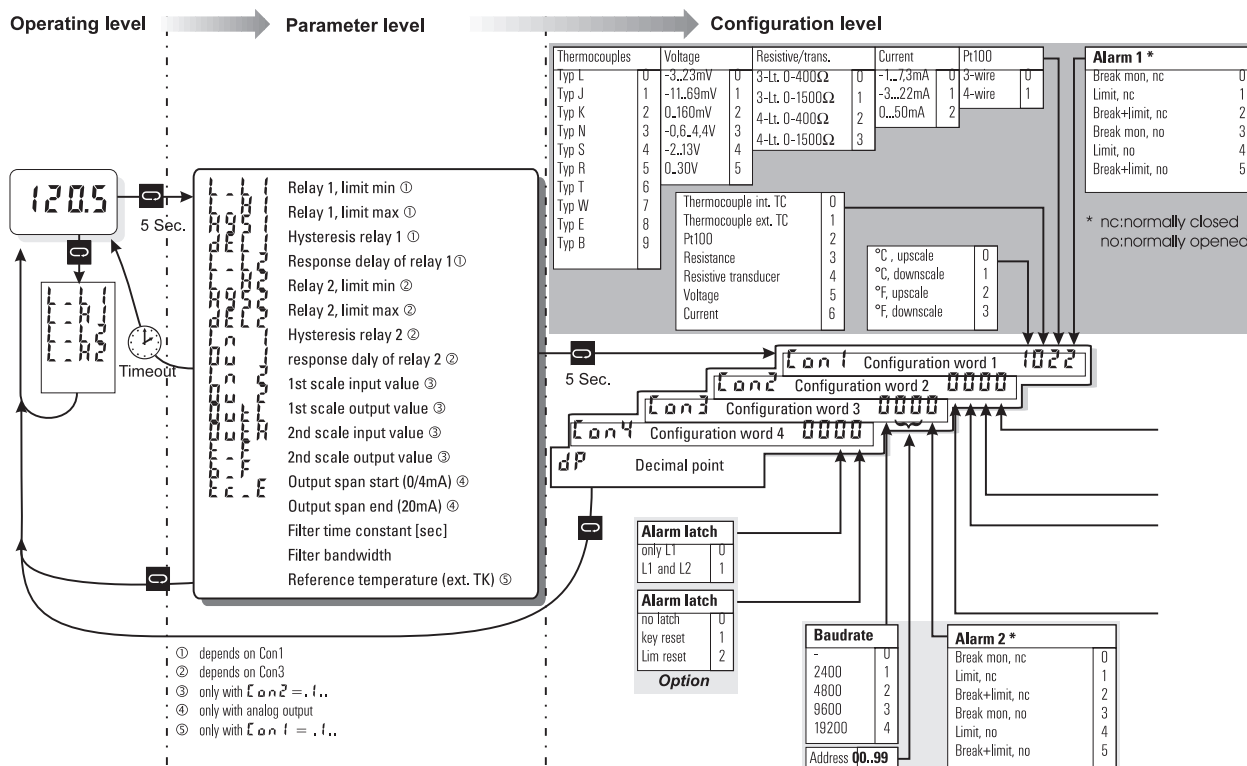 Operating level
Parameter level
Configuration level
Thermocouples
Typ L 0
Typ J 1
Typ K 2
Typ N 3
Typ S 4
Typ R 5
Typ T 6
Typ W 7
Typ E 8
Typ B 9
Voltage
-3..23mV 0
-11..69mV 1
0..160mV 2
-0,6..4,4V 3
-2..13V 4
0..30V 5
Resistive/trans.
3-Lt. 0-400Ω 0
3-Lt. 0-1500Ω 1
4-Lt. 0-400Ω 2
4-Lt. 0-1500Ω 3
Current
-1...7,3mA 0
-3...22mA 1
0...50mA 2
Pt100
3-wire 0
4-wire 1
Alarm 1 *
Break mon, nc 0
Limit, nc 1
Break+limit, nc 2
Break mon, no 3
Limit, no 4
Break+limit, no 5
* nc:normally closed
no:normally opened
Thermocouple int. TC 0
Thermocouple ext. TC 1
Pt100 2
Resistance 3
Resistive transducer 4
Voltage 5
Current 6
°C , upscale 0
°C, downscale 1
°F, upscale 2
°F, downscale 3
120.5
5 Sec.
Timeout
Relay 1, limit min ①
Relay 1, limit max ①
Hysteresis relay 1 ①
Response delay of relay 1①
Relay 2, limit min ②
Relay 2, limit max ②
Hysteresis relay 2 ②
response daly of relay 2 ②
1st scale input value ③
1st scale output value ③
2nd scale input value ③
2nd scale output value ③
Output span start (0/4mA) ④
Output span end (20mA) ④
Filter time constant [sec]
Filter bandwidth
Reference temperature (ext. TK) ⑤
5 Sec.
Con1 Configuration word 1 1022
Con2 Configuration word 2 0000
Con3 Configuration word 3 0000
Con4 Configuration word 4 0000
dP Decimal point
Alarm latch
only L1 0
L1 and L2 1
Alarm latch
no latch 0
key reset 1
Lim reset 2
Option
Baudrate
- 0
2400 1
4800 2
9600 3
19200 4
Address 00..99
Alarm 2 *
Break mon, nc 0
Limit, nc 1
Break+limit, nc 2
Break mon, no 3
Limit, no 4
Break+limit, no 5
① depends on Con1
② depends on Con3
③ only with Con2 =.1..
④ only with analog output
⑤ only with Con1 = .1..